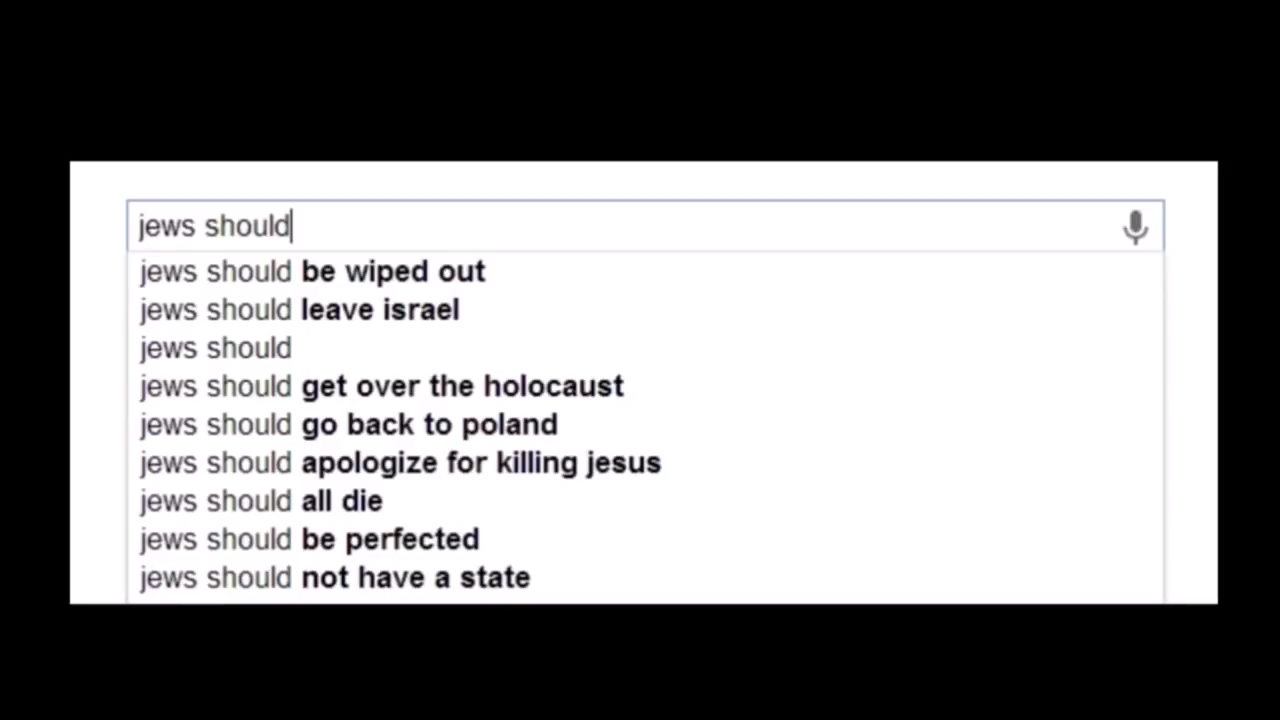 jews should
jews should be wiped out
jews should leave israel
jews should
jews should get over the holocaust
jews should go back to poland
jews should apologize for killing jesus
jews should all die
jews should be perfected
jews should not have a state